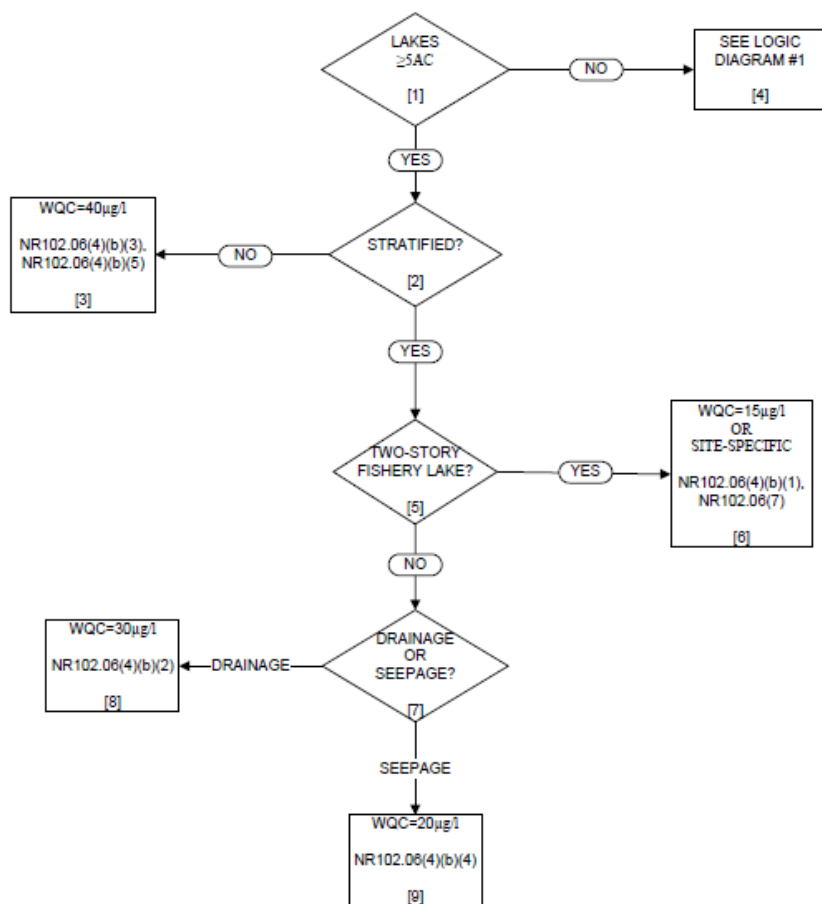 LAKES
≥5AC
[1]
NO
SEE LOGIC
DIAGRAM #1
[4]
YES
WQC=40µg/l
NR102.06(4)(b)(3),
NR102.06(4)(b)(5)
[3]
NO
STRATIFIED?
[2]
YES
TWO-STORY
FISHERY LAKE?
[5]
YES
WQC=15µg/l
OR
SITE-SPECIFIC
NR102.06(4)(b)(1),
NR102.06(7)
[6]
NO
DRAINAGE
OR
SEEPAGE?
[7]
DRAINAGE
WQC=30µg/l
NR102.06(4)(b)(2)
[8]
SEEPAGE
WQC=20µg/l
NR102.06(4)(b)(4)
[9]